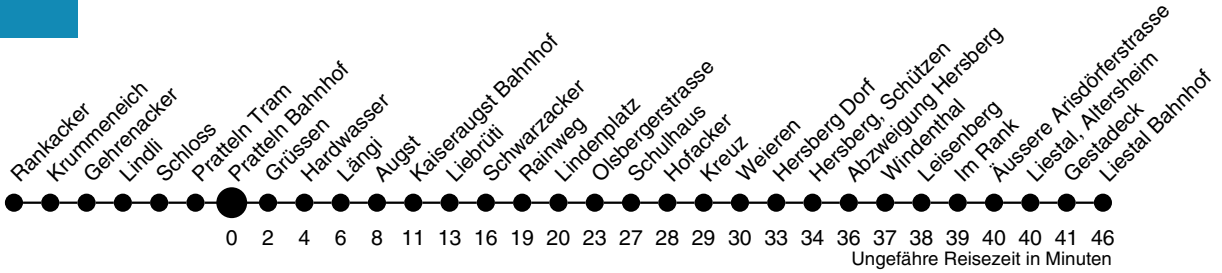 Rankacker
Krummeneich
Gehrenacker
Lindli
Schloss
Pratteln Tram
Pratteln Bahnhof
Grüssen
Hardwasser
Längi
Augst
Kaiseraugst Bahnhof
Liebrüti
Schwarzacker
Rainweg
Lindenplatz
Olsbergerstrasse
Schulhaus
Hofacker
Kreuz
Weieren
Hersberg Dorf
Hersberg, Schützen
Abzweigung Hersberg
Windenthal
Leisenberg
Im Rank
Äussere Arisdörferstrasse
Liestal, Altersheim
Gestadeck
Liestal Bahnhof
0 2 4 6 8 11 13 16 19 20 23 27 28 29 30 33 34 36 37 38 39 40 40 41 46
Ungefähre Reisezeit in Minuten